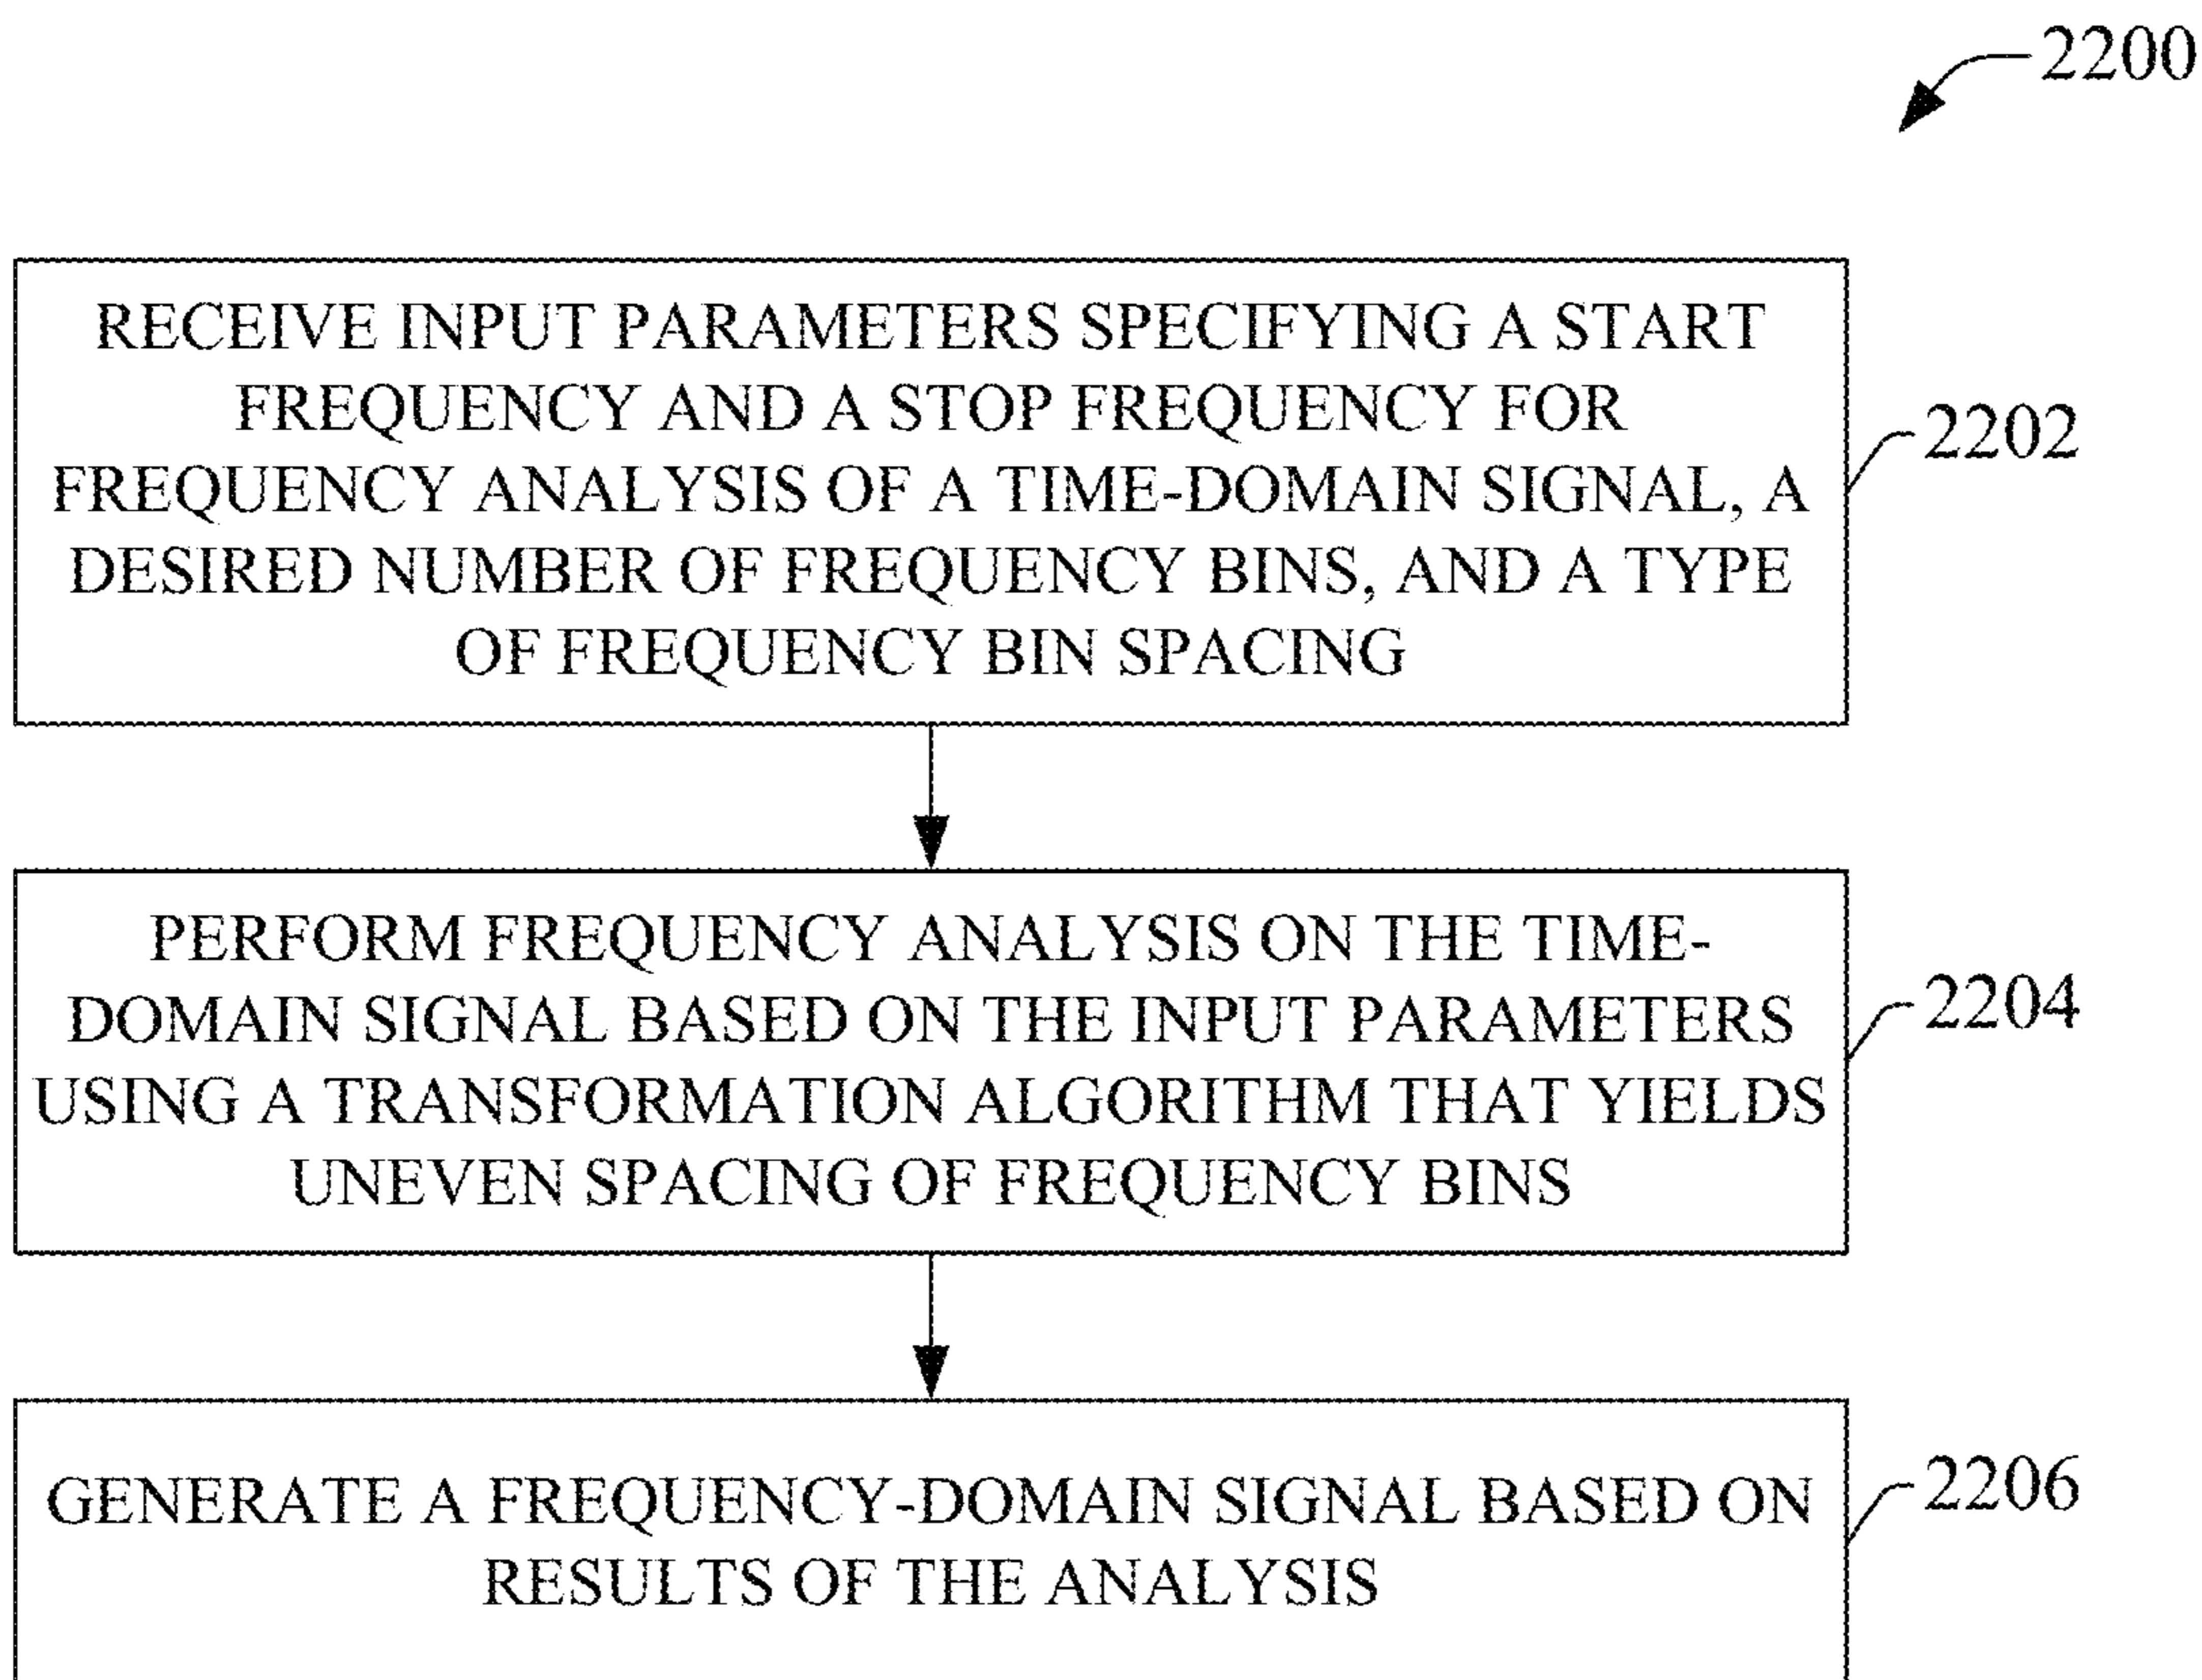 2200
RECEIVE INPUT PARAMETERS SPECIFYING A START
FREQUENCY AND A STOP FREQUENCY FOR
FREQUENCY ANALYSIS OF A TIME-DOMAIN SIGNAL, A
DESIRED NUMBER OF FREQUENCY BINS, AND A TYPE
OF FREQUENCY BIN SPACING
2202
PERFORM FREQUENCY ANALYSIS ON THE TIME-
DOMAIN SIGNAL BASED ON THE INPUT PARAMETERS
USING A TRANSFORMATION ALGORITHM THAT YIELDS
UNEVEN SPACING OF FREQUENCY BINS
2204
GENERATE A FREQUENCY-DOMAIN SIGNAL BASED ON
RESULTS OF THE ANALYSIS
2206